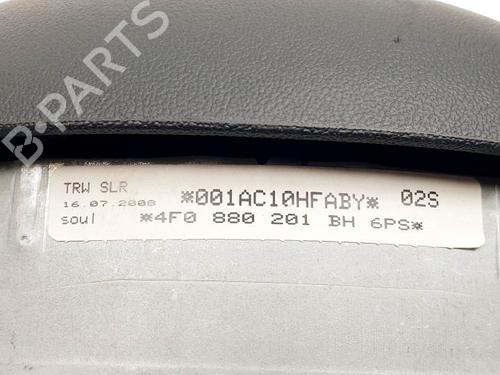 B-PARTS
TRW SLR
16.07.2008 *001AC10HFABY* 02S
soul *4F0 880 201 BH 6PS*